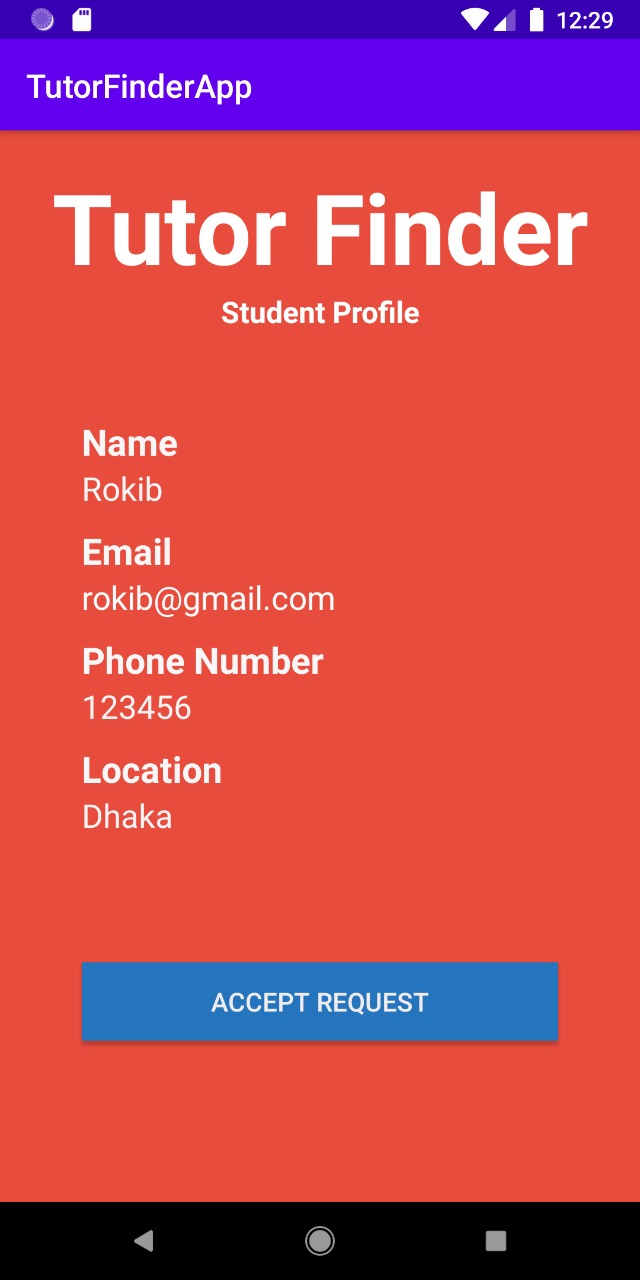 12:29
TutorFinderApp
Tutor Finder
Student Profile
Name
Rokib
Email
rokib@gmail.com
Phone Number
123456
Location
Dhaka
ACCEPT REQUEST